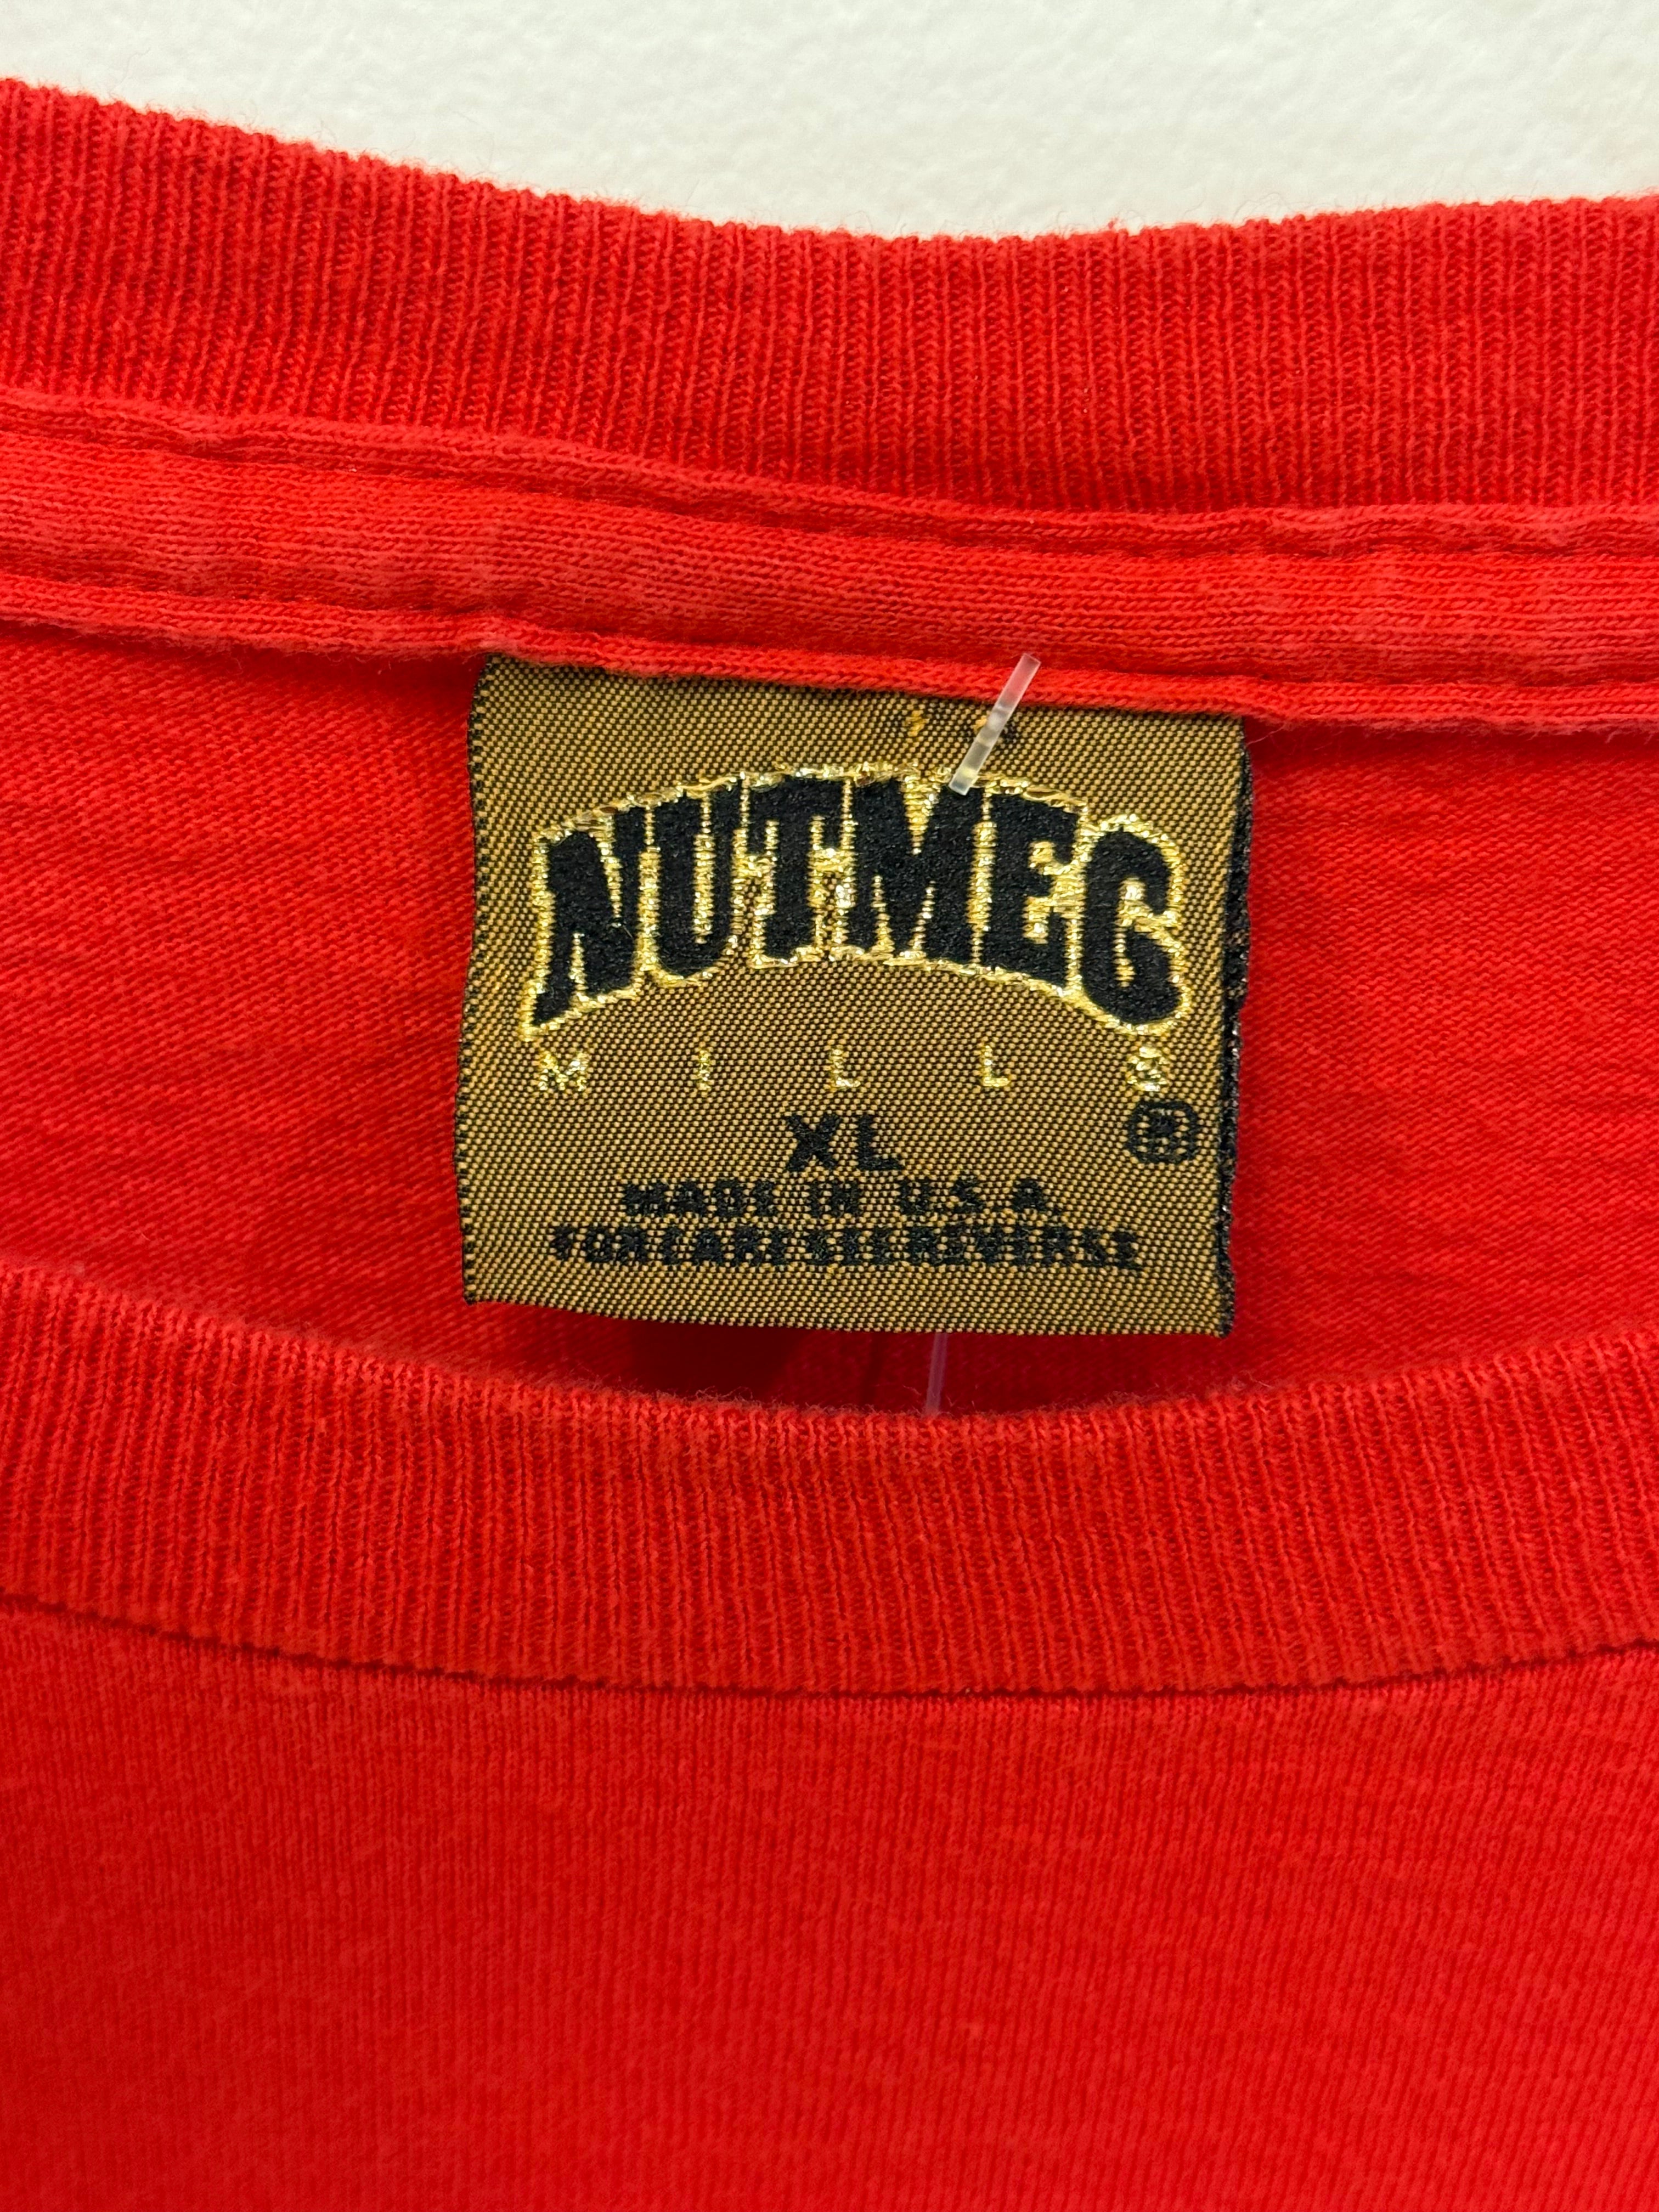 NUTMEG
MILLS
®
XL
MADE IN U.S.A.
FOR CARE SEE REVERSE